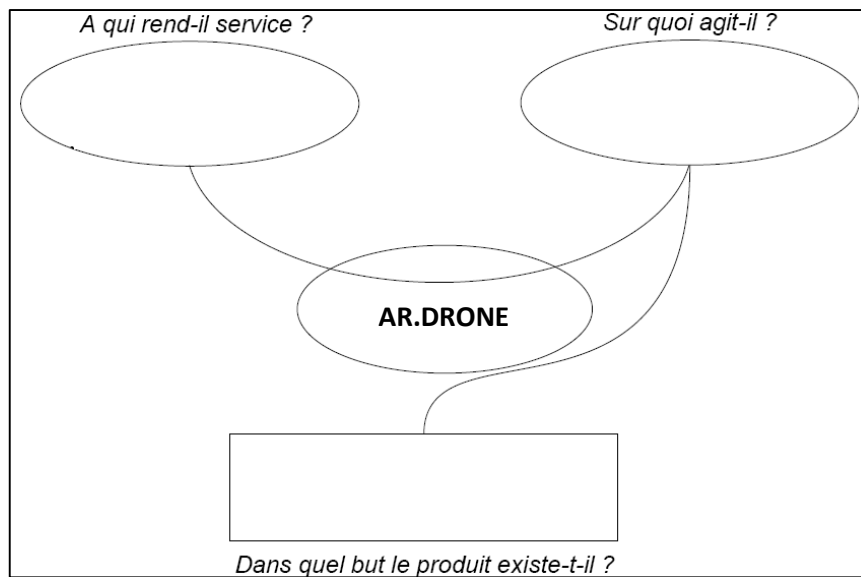 A qui rend-il service ?
Sur quoi agit-il ?
AR.DRONE
Dans quel but le produit existe-t-il ?